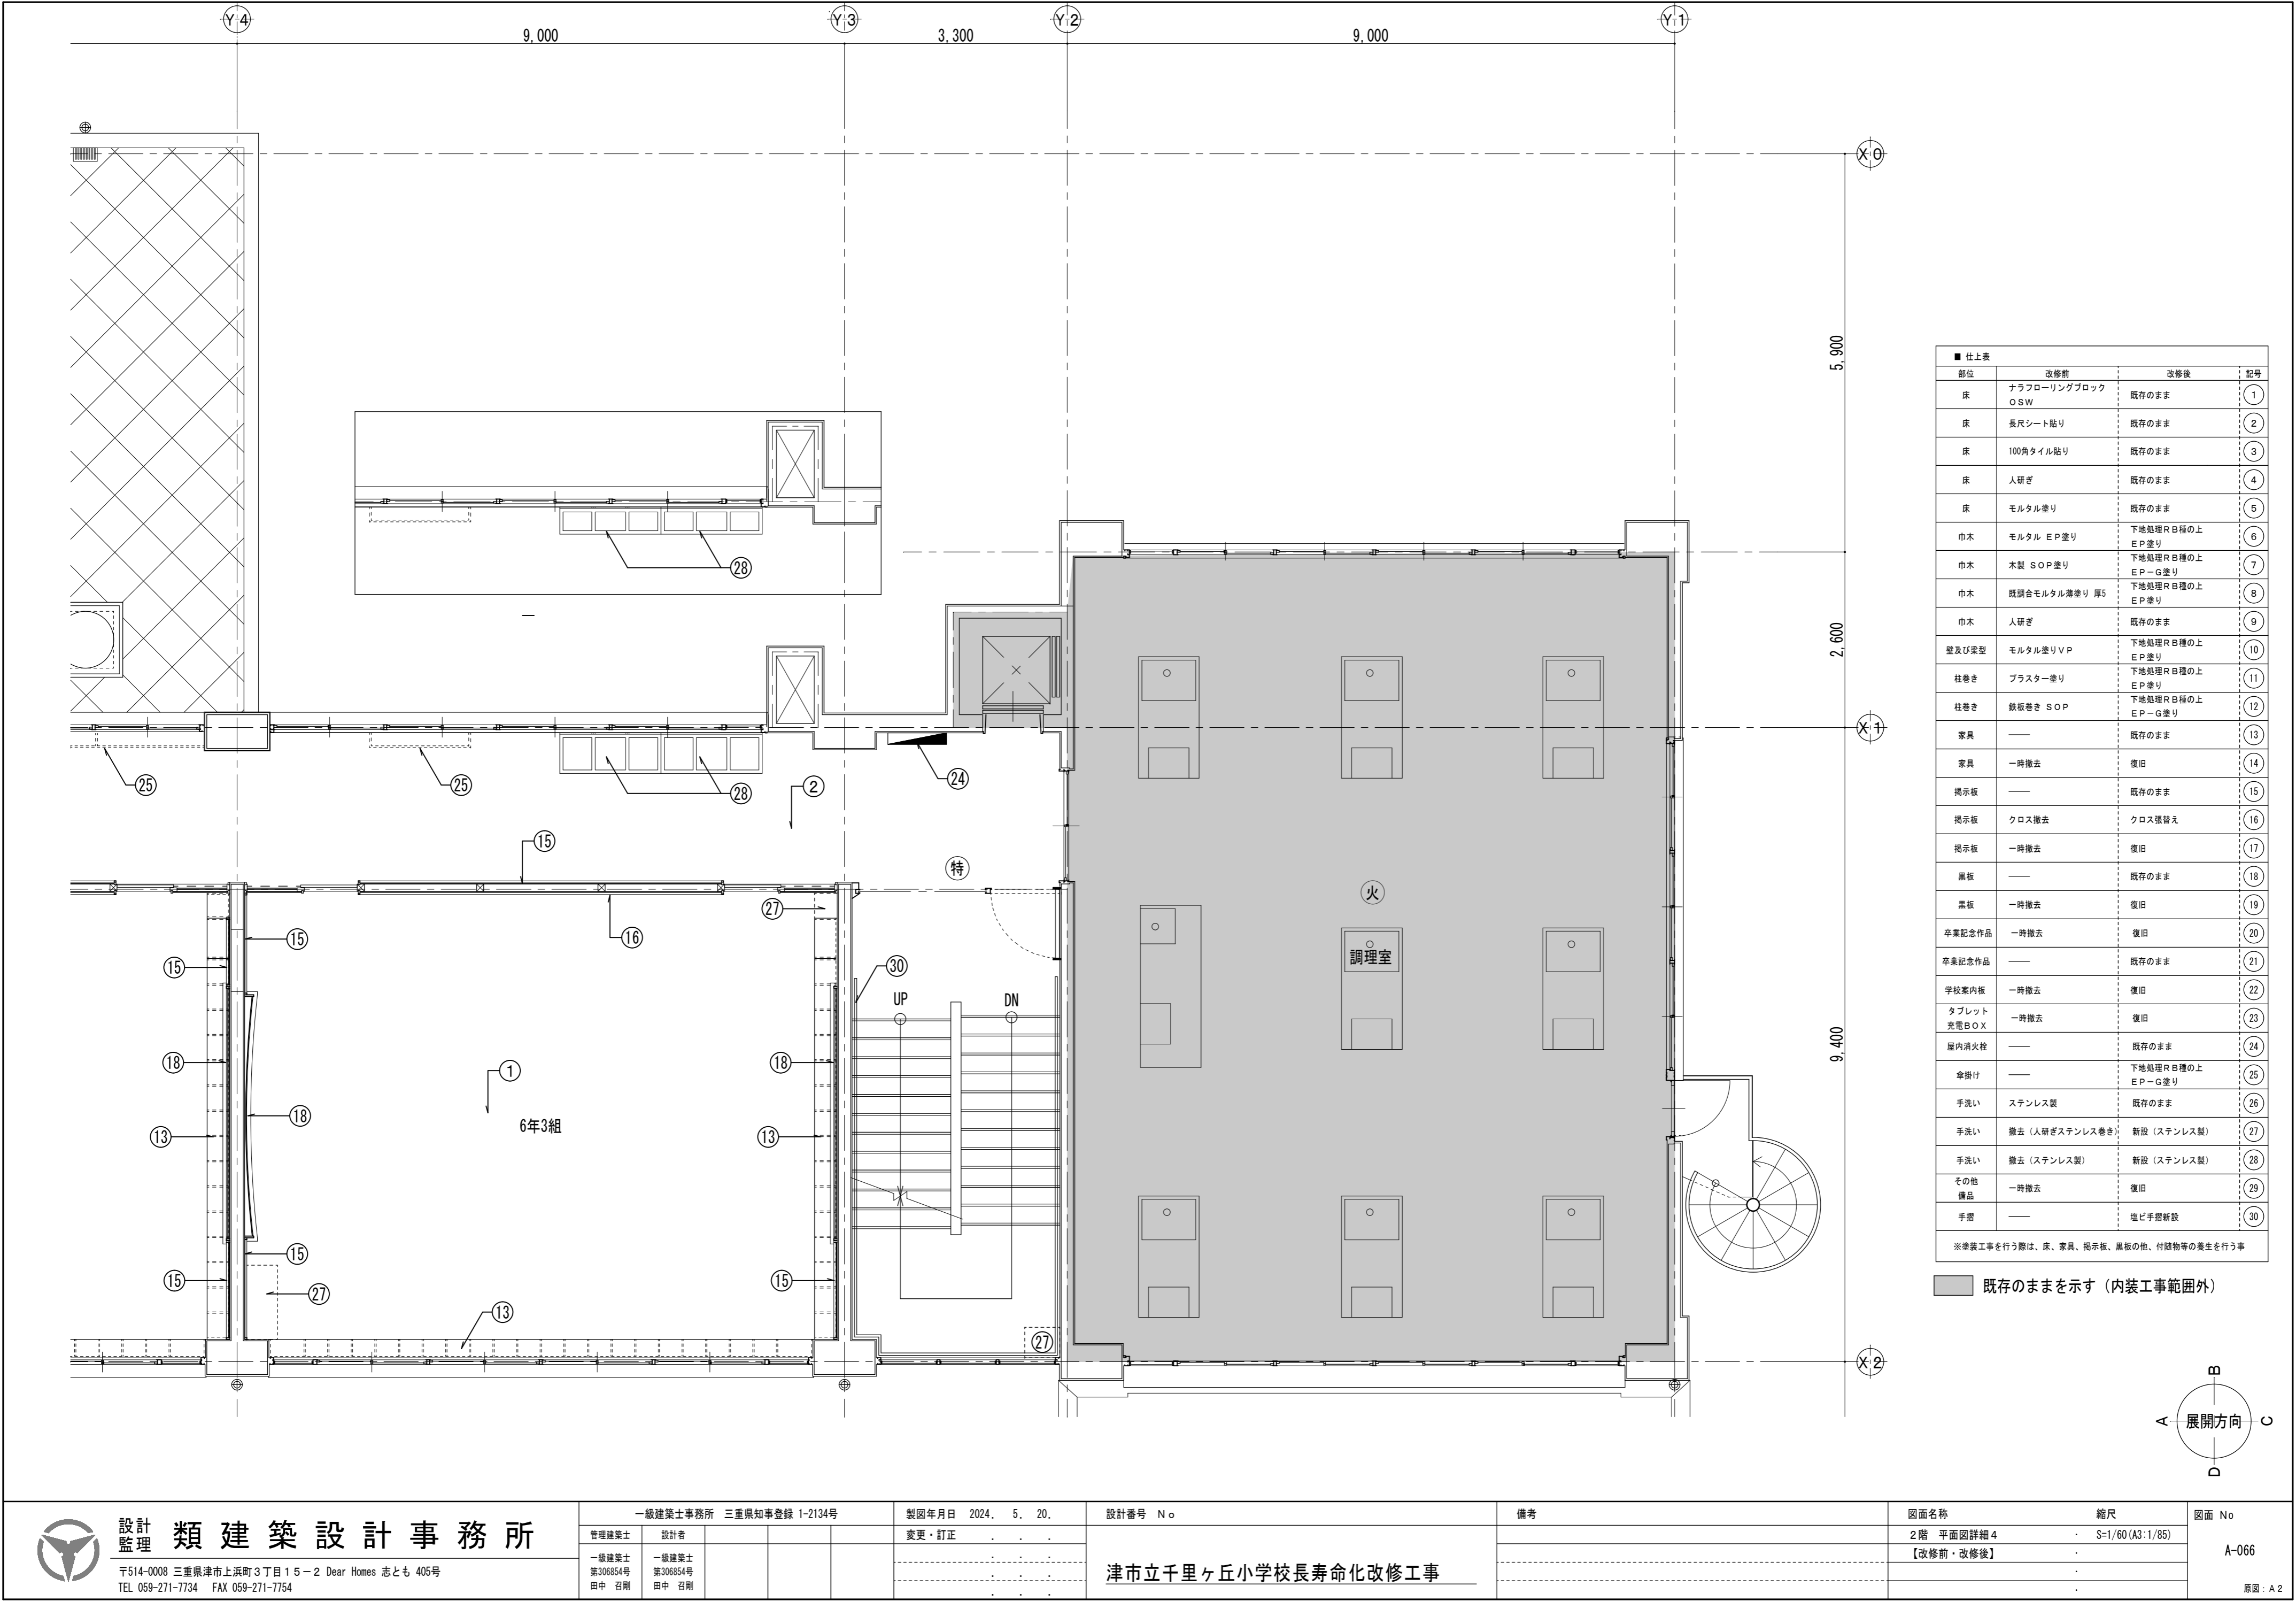 Y-4
Y-3
Y-2
Y-1
9,000
3,300
9,000
X-0
5,900
2,600
X-1
9,400
X-2
28
25
25
28
24
2
15
特
27
16
15
15
30
UP
DN
火
調理室
18
18
1
18
13
13
6年3組
15
15
15
27
13
27
■ 仕上表
部位 改修前 改修後 記号
床 ナラフローリングブロック OSW 既存のまま 1
床 長尺シート貼り 既存のまま 2
床 100角タイル貼り 既存のまま 3
床 人研ぎ 既存のまま 4
床 モルタル塗り 既存のまま 5
巾木 モルタル EP塗り 下地処理RB種の上 EP塗り 6
巾木 木製 SOP塗り 下地処理RB種の上 EP-G塗り 7
巾木 既調合モルタル薄塗り 厚5 下地処理RB種の上 EP塗り 8
巾木 人研ぎ 既存のまま 9
壁及び梁型 モルタル塗りVP 下地処理RB種の上 EP塗り 10
柱巻き プラスター塗り 下地処理RB種の上 EP塗り 11
柱巻き 鉄板巻き SOP 下地処理RB種の上 EP-G塗り 12
家具 ―― 既存のまま 13
家具 一時撤去 復旧 14
掲示板 ―― 既存のまま 15
掲示板 クロス撤去 クロス張替え 16
掲示板 一時撤去 復旧 17
黒板 ―― 既存のまま 18
黒板 一時撤去 復旧 19
卒業記念作品 一時撤去 復旧 20
卒業記念作品 ―― 既存のまま 21
学校案内板 一時撤去 復旧 22
タブレット充電BOX 一時撤去 復旧 23
屋内消火栓 ―― 既存のまま 24
傘掛け ―― 下地処理RB種の上 EP-G塗り 25
手洗い ステンレス製 既存のまま 26
手洗い 撤去（人研ぎステンレス巻き） 新設（ステンレス製） 27
手洗い 撤去（ステンレス製） 新設（ステンレス製） 28
その他備品 一時撤去 復旧 29
手摺 ―― 塩ビ手摺新設 30
※塗装工事を行う際は、床、家具、掲示板、黒板の他、付随物等の養生を行う事
既存のままを示す（内装工事範囲外）
B
A 展開方向 C
D
設計
監理 類建築設計事務所
〒514-0008 三重県津市上浜町3丁目15-2 Dear Homes 志とも 405号
TEL 059-271-7734 FAX 059-271-7754
一級建築士事務所 三重県知事登録 1-2134号
管理建築士 設計者
一級建築士 一級建築士
第306854号 第306854号
田中 召剛 田中 召剛
製図年月日 2024. 5. 20.
変更・訂正 . . .
設計番号 No
津市立千里ヶ丘小学校長寿命化改修工事
備考
図面名称 縮尺
2階 平面図詳細4 ・ S=1/60(A3:1/85)
【改修前・改修後】
図面 No
A-066
原図：A2